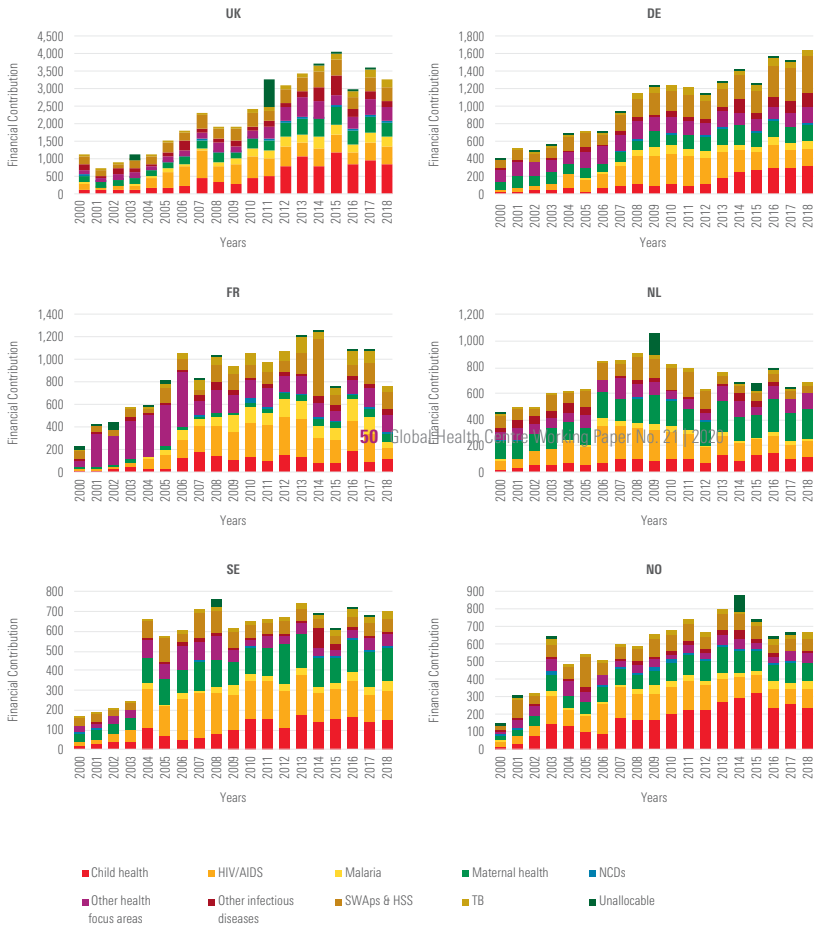 UK
Financial Contribution
4,500
4,000
3,500
3,000
2,500
2,000
1,500
1,000
500
0
2000 2001 2002 2003 2004 2005 2006 2007 2008 2009 2010 2011 2012 2013 2014 2015 2016 2017 2018
Years
DE
Financial Contribution
1,800
1,600
1,400
1,200
1,000
800
600
400
200
0
2000 2001 2002 2003 2004 2005 2006 2007 2008 2009 2010 2011 2012 2013 2014 2015 2016 2017 2018
Years
FR
Financial Contribution
1,400
1,200
1,000
800
600
400
200
0
2000 2001 2002 2003 2004 2005 2006 2007 2008 2009 2010 2011 2012 2013 2014 2015 2016 2017 2018
Years
NL
Financial Contribution
1,200
1,000
800
600
400
200
0
2000 2001 2002 2003 2004 2005 2006 2007 2008 2009 2010 2011 2012 2013 2014 2015 2016 2017 2018
Years
50 | Global Health Centre Working Paper No. 21 | 2020
SE
Financial Contribution
800
700
600
500
400
300
200
100
0
2000 2001 2002 2003 2004 2005 2006 2007 2008 2009 2010 2011 2012 2013 2014 2015 2016 2017 2018
Years
NO
Financial Contribution
900
800
700
600
500
400
300
200
100
0
2000 2001 2002 2003 2004 2005 2006 2007 2008 2009 2010 2011 2012 2013 2014 2015 2016 2017 2018
Years
Child health
HIV/AIDS
Malaria
Maternal health
NCDs
Other health
focus areas
Other infectious
diseases
SWAps & HSS
TB
Unallocable